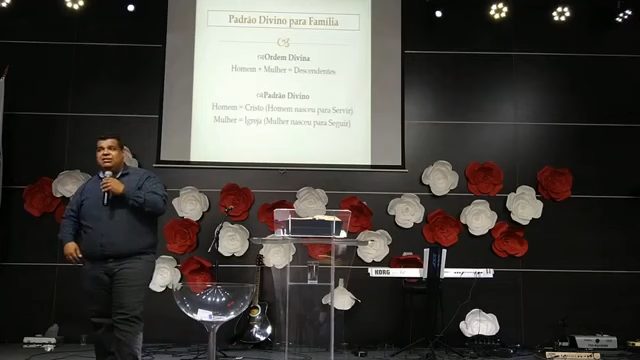 Padrão Divino para Família
Ordem Divina
Homem + Mulher = Descendentes
Padrão Divino
Homem = Cristo (Homem nasceu para Servir)
Mulher = Igreja (Mulher nasceu para Seguir)
KORG